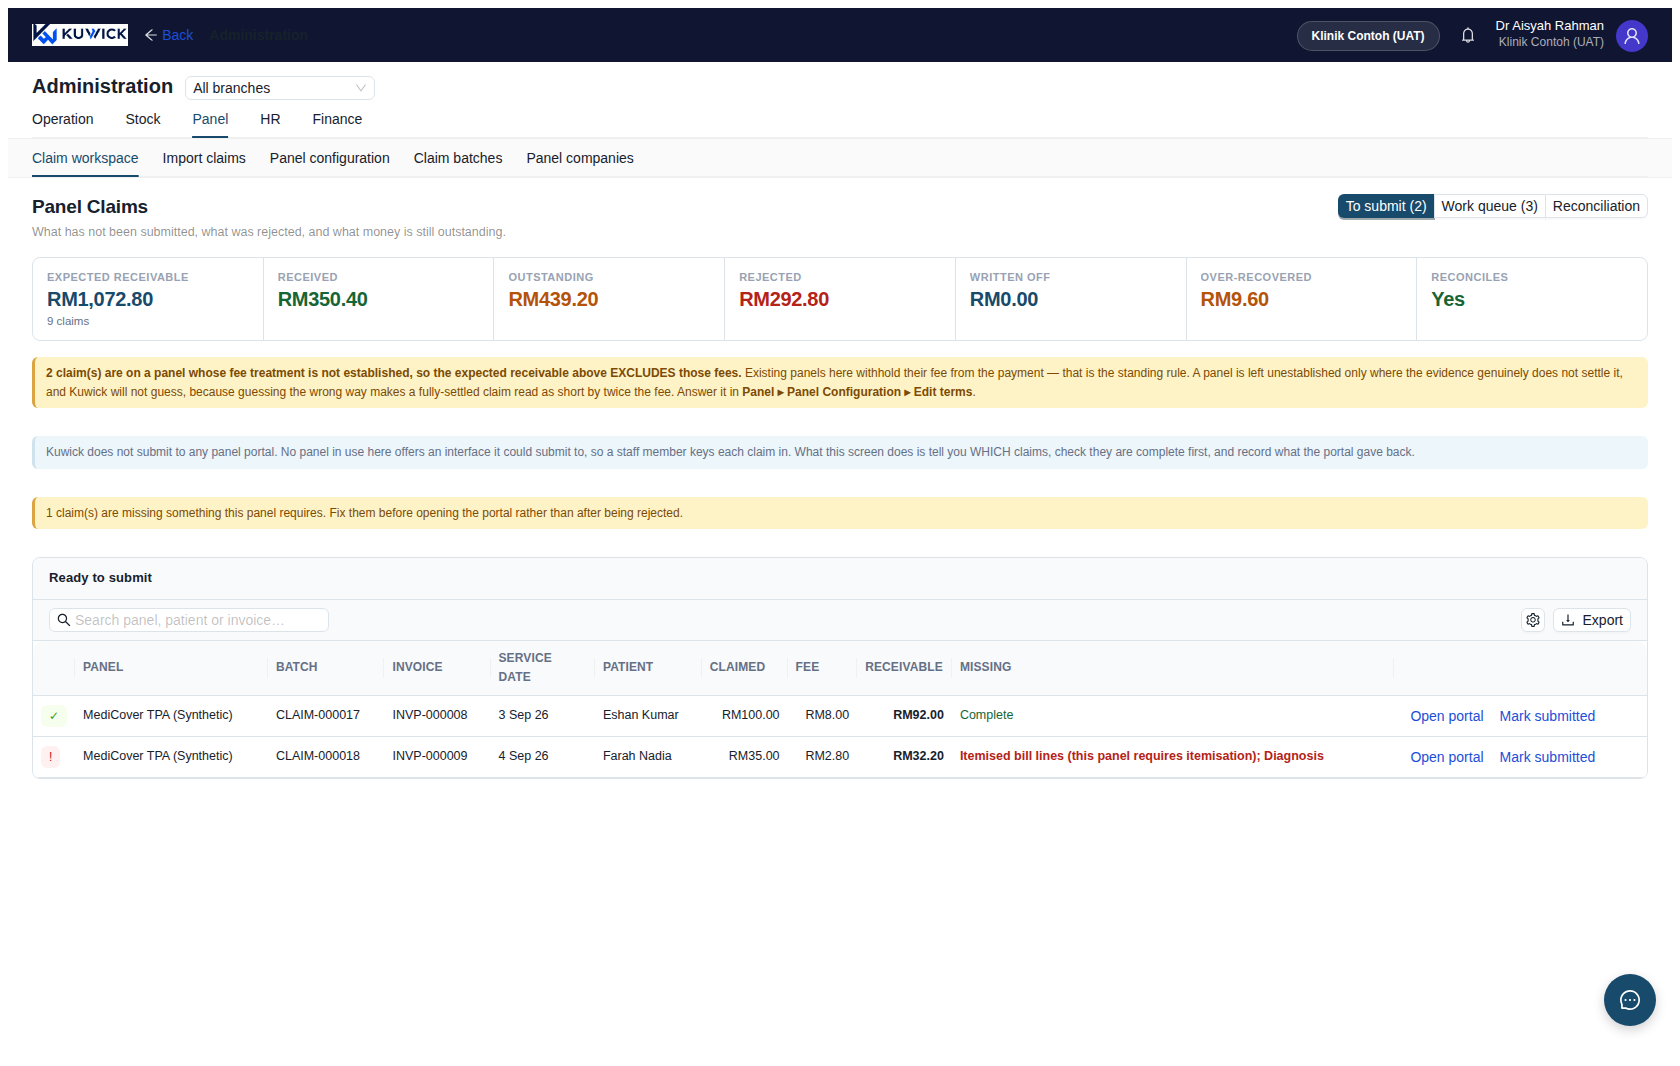 KUWICK
Back
Administration
Klinik Contoh (UAT)
Dr Aisyah Rahman
Klinik Contoh (UAT)
Administration
All branches
Operation Stock Panel HR Finance
Claim workspace Import claims Panel configuration Claim batches Panel companies
Panel Claims
To submit (2) Work queue (3) Reconciliation
What has not been submitted, what was rejected, and what money is still outstanding.
EXPECTED RECEIVABLE RECEIVED OUTSTANDING REJECTED WRITTEN OFF OVER-RECOVERED RECONCILES
RM1,072.80 RM350.40 RM439.20 RM292.80 RM0.00 RM9.60 Yes
9 claims
2 claim(s) are on a panel whose fee treatment is not established, so the expected receivable above EXCLUDES those fees. Existing panels here withhold their fee from the payment — that is the standing rule. A panel is left unestablished only where the evidence genuinely does not settle it,
and Kuwick will not guess, because guessing the wrong way makes a fully-settled claim read as short by twice the fee. Answer it in Panel ▸ Panel Configuration ▸ Edit terms.
Kuwick does not submit to any panel portal. No panel in use here offers an interface it could submit to, so a staff member keys each claim in. What this screen does is tell you WHICH claims, check they are complete first, and record what the portal gave back.
1 claim(s) are missing something this panel requires. Fix them before opening the portal rather than after being rejected.
Ready to submit
Search panel, patient or invoice…
Export
PANEL BATCH INVOICE SERVICE DATE PATIENT CLAIMED FEE RECEIVABLE MISSING
✓ MediCover TPA (Synthetic) CLAIM-000017 INVP-000008 3 Sep 26 Eshan Kumar RM100.00 RM8.00 RM92.00 Complete Open portal Mark submitted
! MediCover TPA (Synthetic) CLAIM-000018 INVP-000009 4 Sep 26 Farah Nadia RM35.00 RM2.80 RM32.20 Itemised bill lines (this panel requires itemisation); Diagnosis Open portal Mark submitted